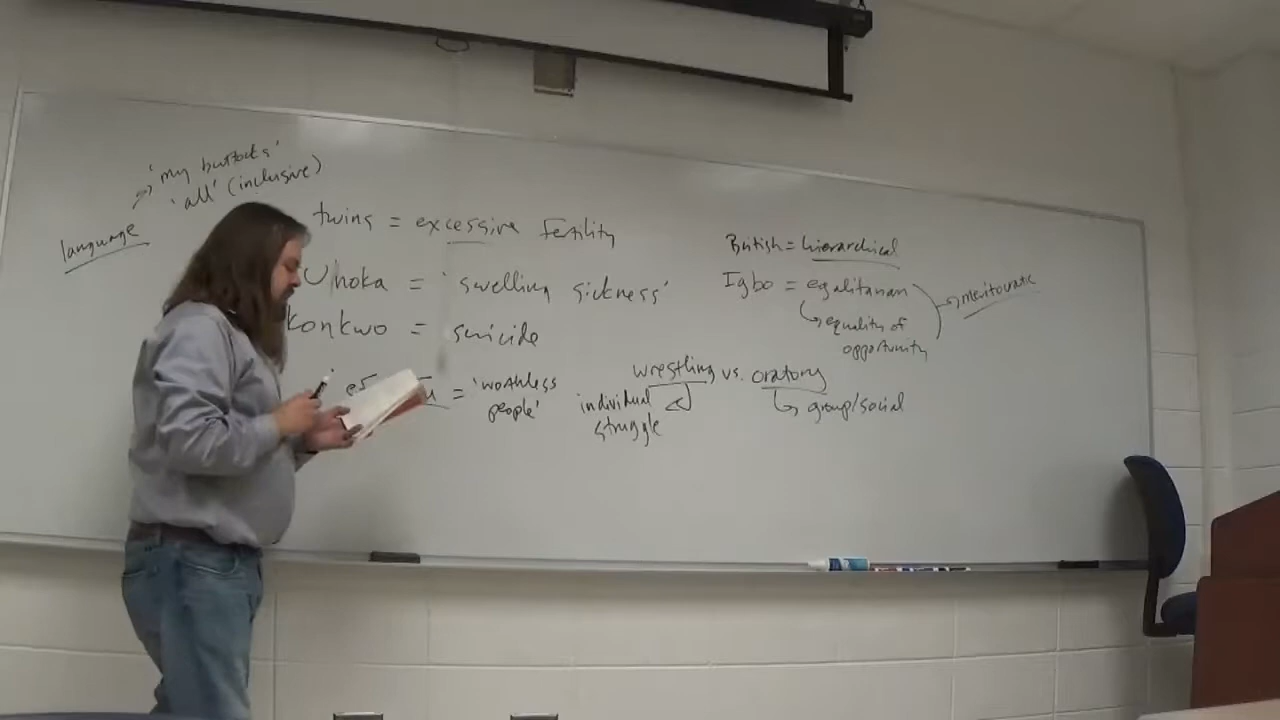 'my buttocks'
'all' (inclusive)
language
twins = excessive fertility
Unoka = 'swelling sickness'
konkwo = suicide
= 'worthless
people'
wrestling vs. oratory
individual
struggle
group/social
British = hierarchical
Igbo = egalitarian
equality of
opportunity
meritocratic